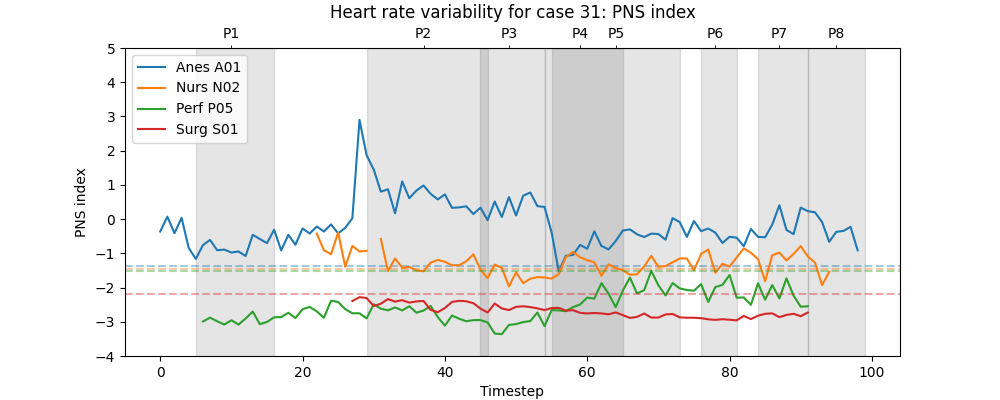 Heart rate variability for case 31: PNS index
P1 P2 P3 P4 P5 P6 P7 P8
5
4
3
2
1
0
−1
−2
−3
−4
PNS index
Anes A01
Nurs N02
Perf P05
Surg S01
0 20 40 60 80 100
Timestep